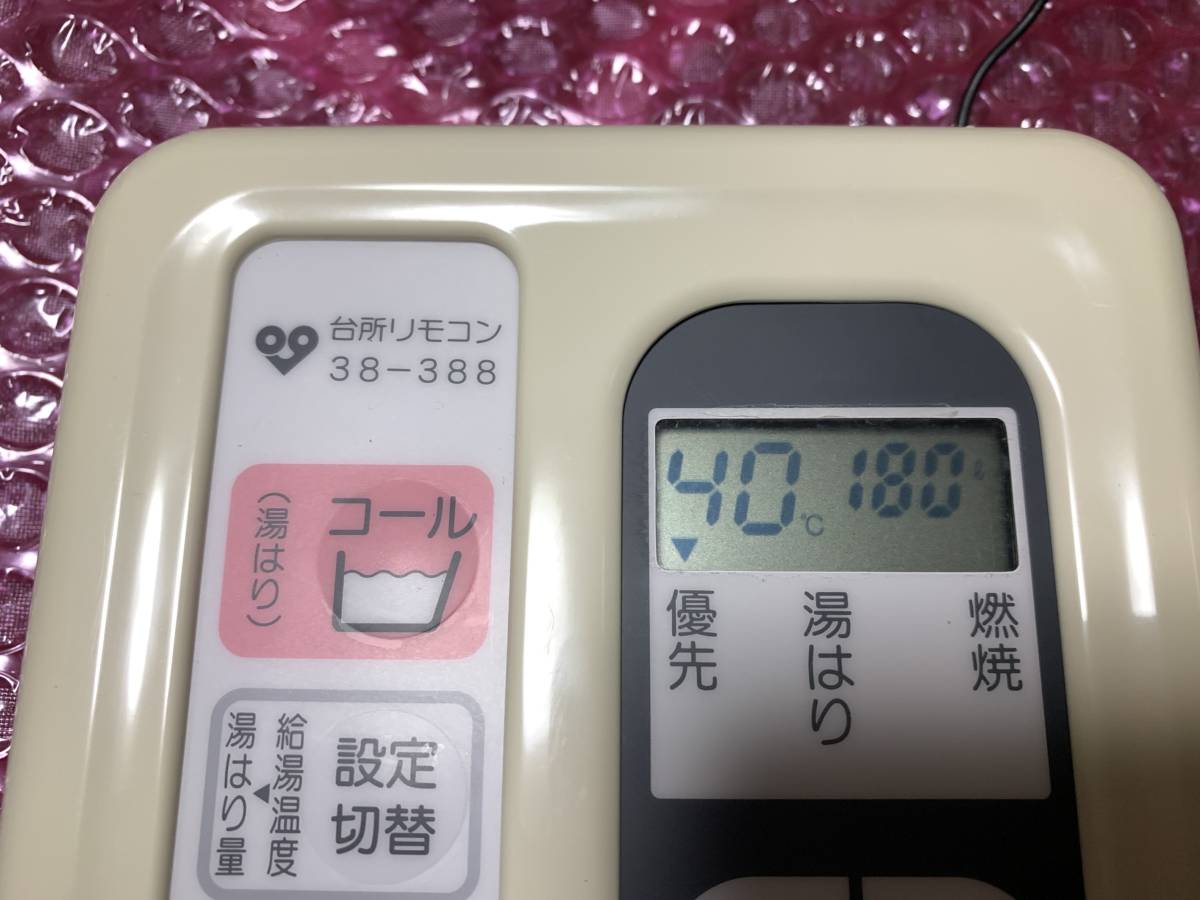 台所リモコン
38-388
(湯はり)
コール
給湯温度
湯はり量
設定
切替
40℃ 180ℓ
▼
優先
湯はり
燃焼